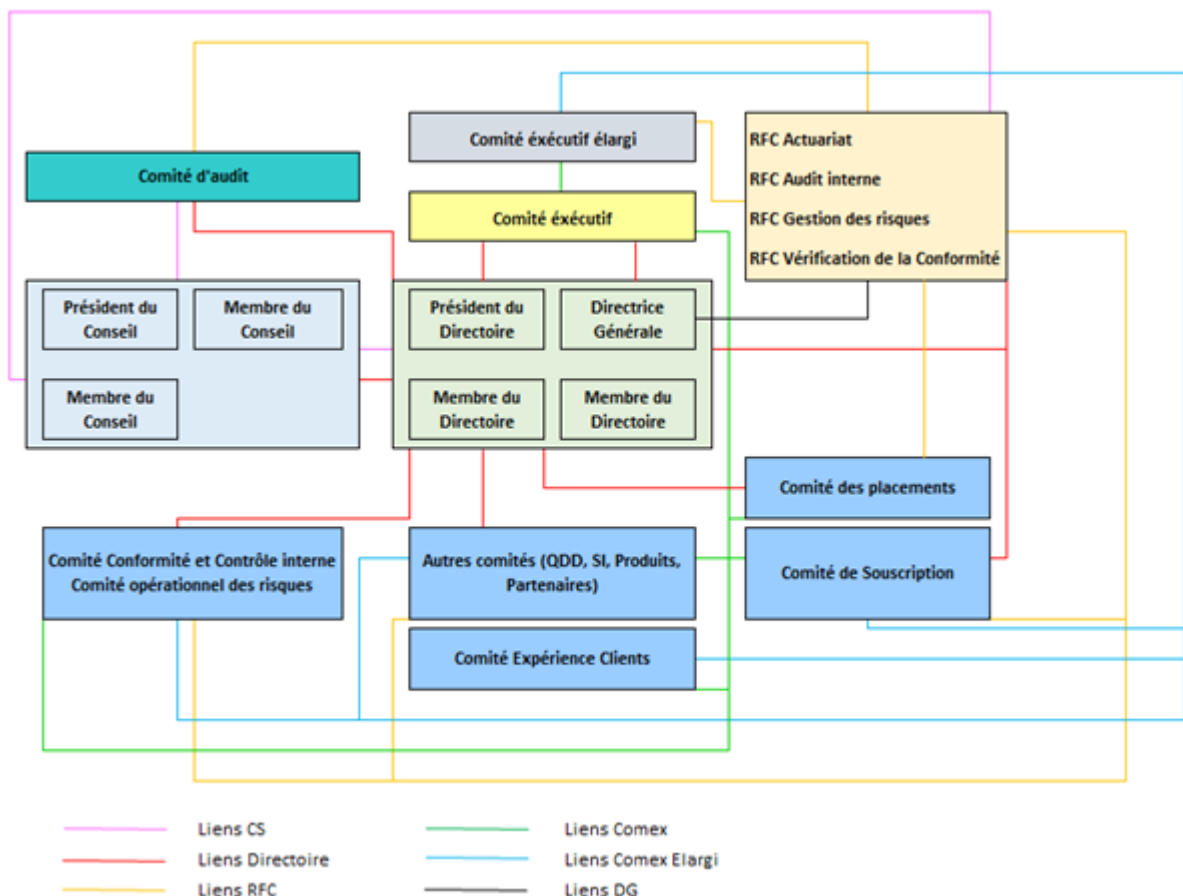 Comité éxécutif élargi
Comité d'audit
Comité éxécutif
RFC Actuariat
RFC Audit interne
RFC Gestion des risques
RFC Vérification de la Conformité
Président du
Conseil
Membre du
Conseil
Membre du
Conseil
Président du
Directoire
Directrice
Générale
Membre du
Directoire
Membre du
Directoire
Comité des placements
Comité Conformité et Contrôle interne
Comité opérationnel des risques
Autres comités (QDD, SI, Produits,
Partenaires)
Comité de Souscription
Comité Expérience Clients
Liens CS
Liens Directoire
Liens RFC
Liens Comex
Liens Comex Elargi
Liens DG